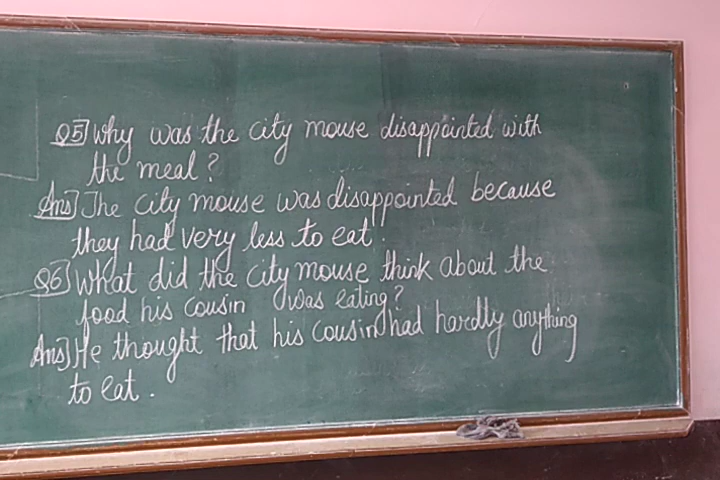 Q5] Why was the city mouse disappointed with
the meal?
Ans] The city mouse was disappointed because
they had very less to eat.
Q6] What did the city mouse think about the
food his cousin was eating?
Ans] He thought that his cousin had hardly anything
to eat.